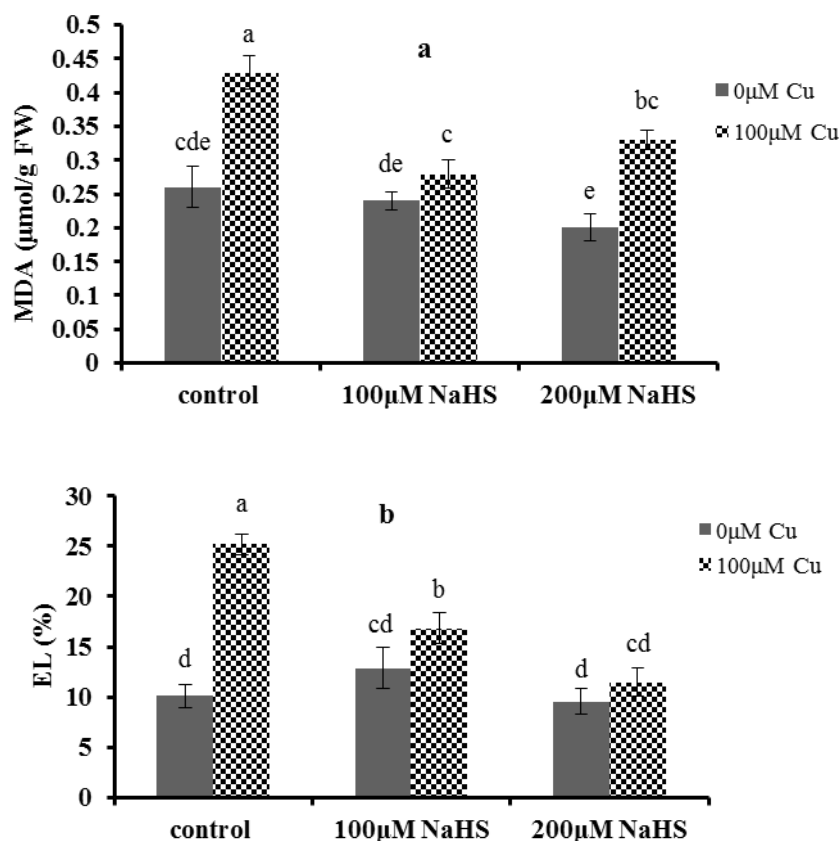 a
MDA (μmol/g FW)
0.5
0.45
0.4
0.35
0.3
0.25
0.2
0.15
0.1
0.05
0
cde
a
de
c
e
bc
0μM Cu
100μM Cu
control
100μM NaHS
200μM NaHS
b
EL (%)
30
25
20
15
10
5
0
d
a
cd
b
d
cd
0μM Cu
100μM Cu
control
100μM NaHS
200μM NaHS